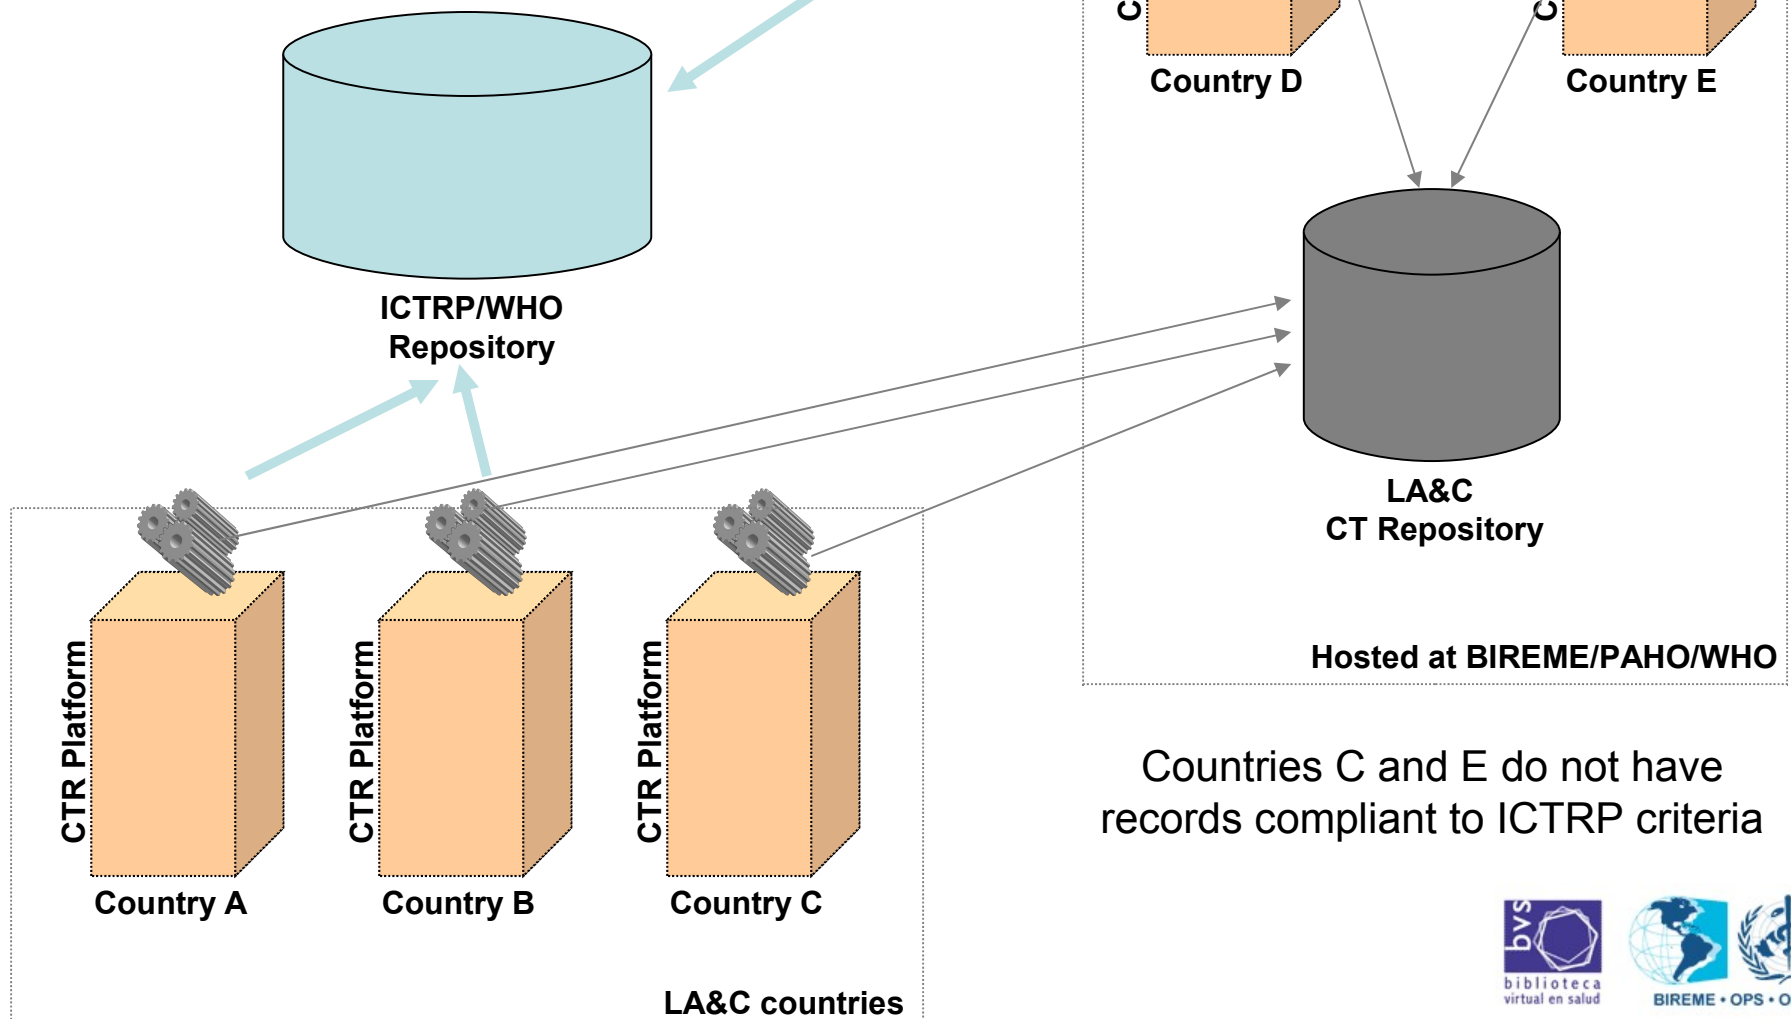 C
C
Country D
Country E
ICTRP/WHO
Repository
LA&C
CT Repository
CTR Platform
CTR Platform
CTR Platform
Hosted at BIREME/PAHO/WHO
Countries C and E do not have
records compliant to ICTRP criteria
Country A
Country B
Country C
LA&C countries
bvs
biblioteca
virtual en salud
BIREME • OPS • O